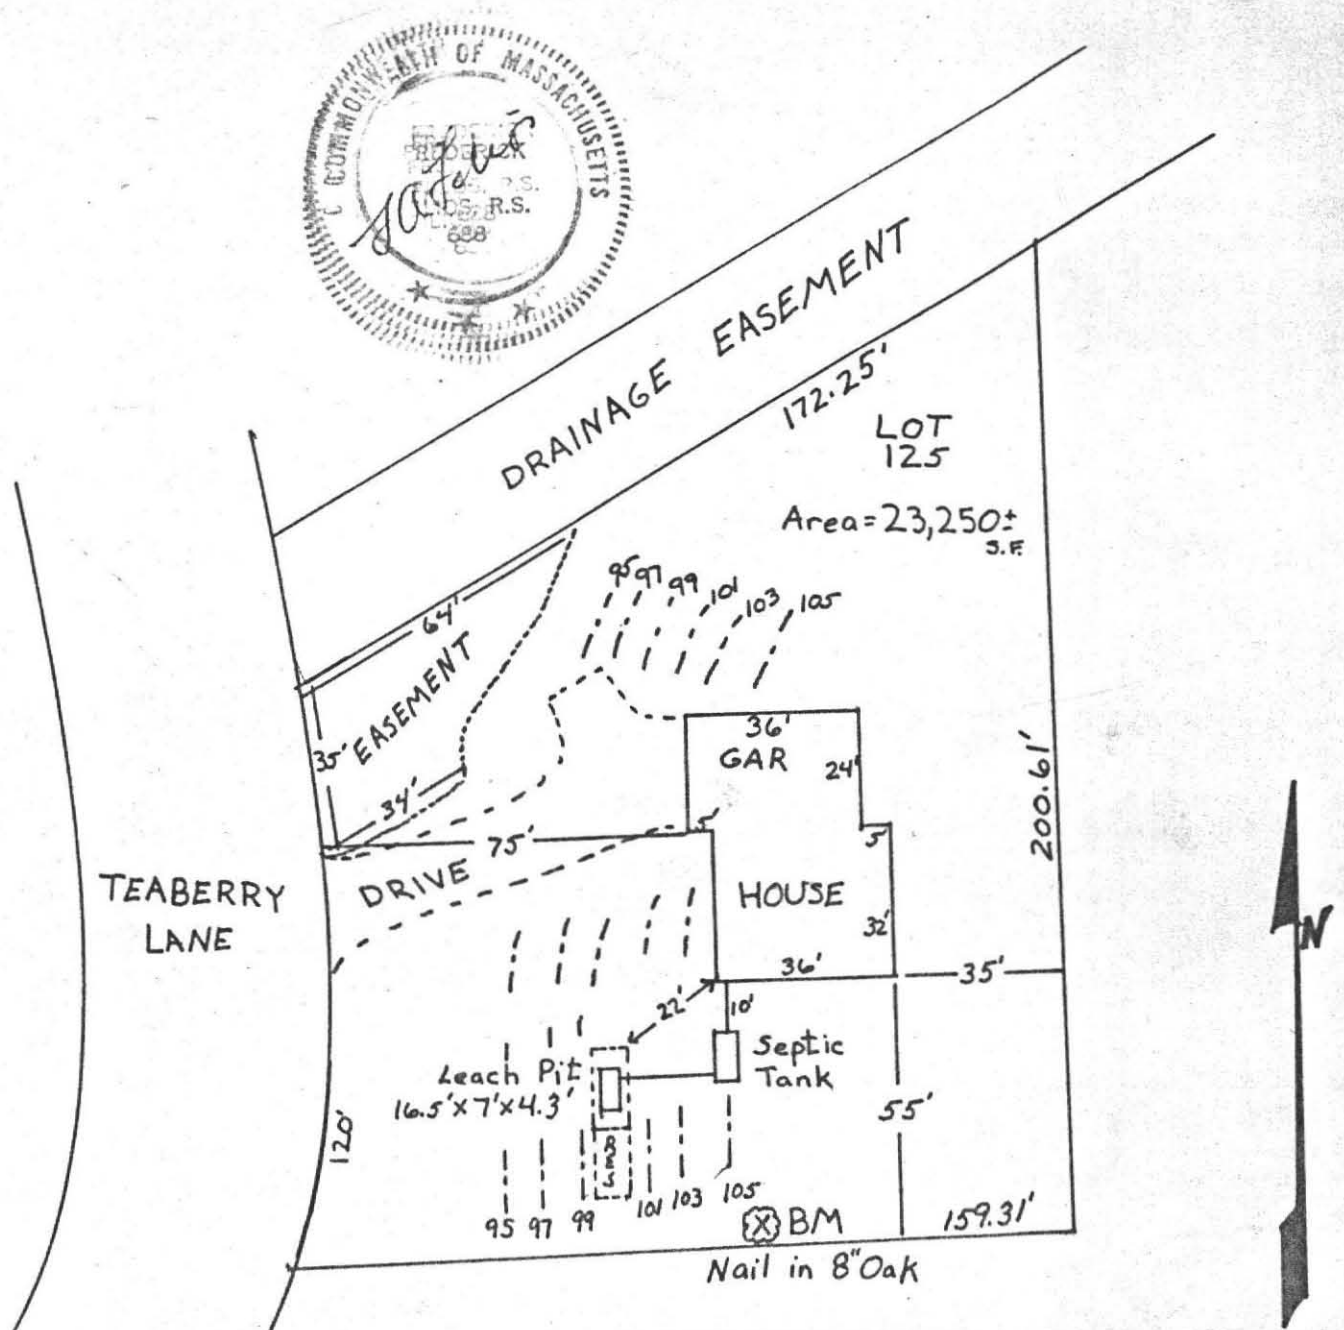 COMMONWEALTH OF MASSACHUSETTS
FREDERICK
R.S.
688
DRAINAGE EASEMENT
172.25'
LOT
125
Area=23,250±
S.F.
64'
EASEMENT
35'
34'
95 97 99 101 103 105
36'
GAR
24'
5'
5'
200.61'
75'
DRIVE
TEABERRY
LANE
HOUSE
32'
36'
35'
N
22'
10'
Septic
Tank
Leach Pit
16.5'x7'x4.3'
55'
120'
95 97 99 101 103 105
BM
159.31'
Nail in 8" Oak